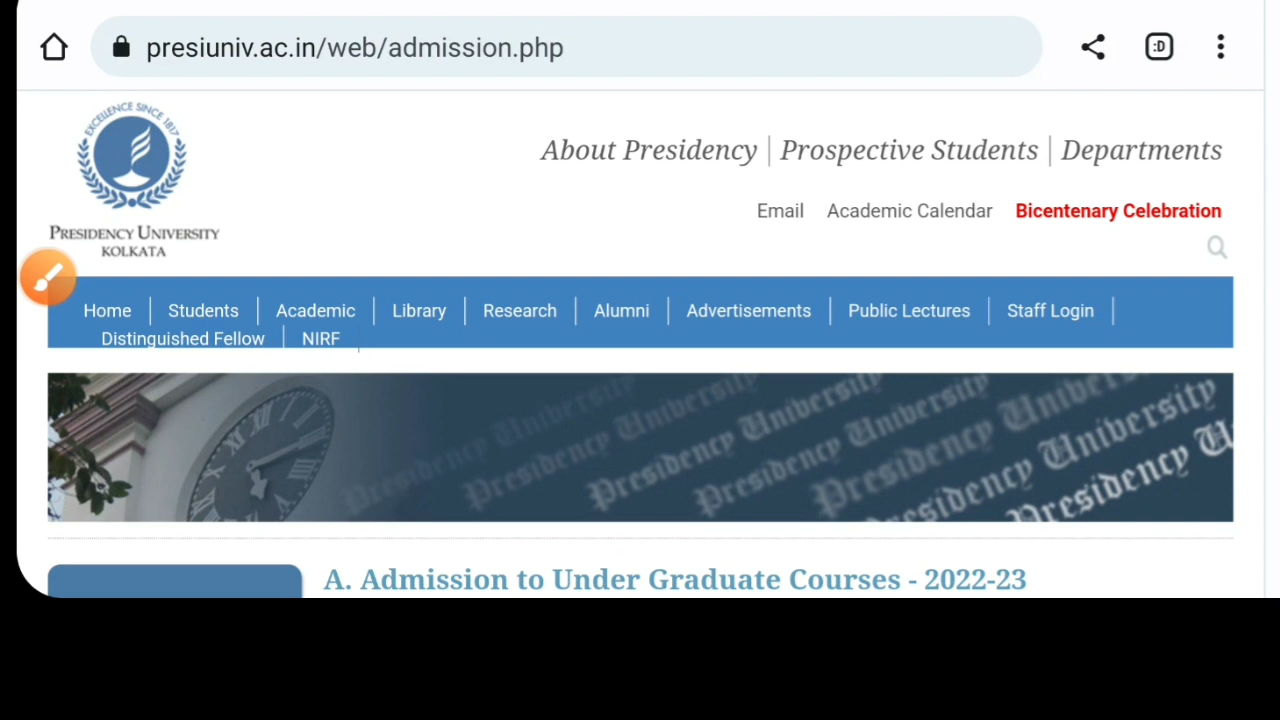 presiuniv.ac.in/web/admission.php
:D
EXCELLENCE SINCE 1817
PRESIDENCY UNIVERSITY
KOLKATA
About Presidency | Prospective Students | Departments
Email Academic Calendar Bicentenary Celebration
Home | Students | Academic | Library | Research | Alumni | Advertisements | Public Lectures | Staff Login |
Distinguished Fellow | NIRF
Presidency University Presidency University Presidency University Presidency University Presidency University
A. Admission to Under Graduate Courses - 2022-23